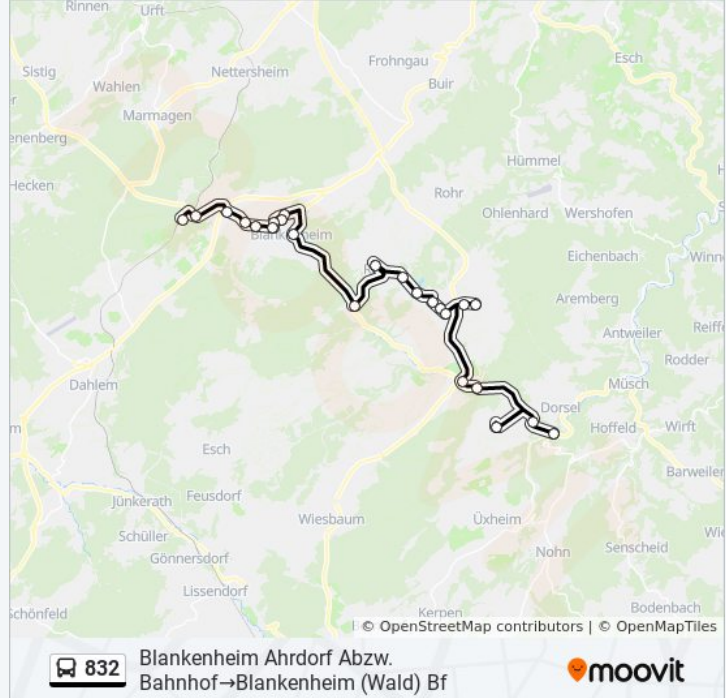 Rinnen
Urft
Frohngau
Esch
Sistig
Nettersheim
Buir
Wahlen
Marmagen
enenberg
Hümmel
Hecken
Rohr
Ohlenhard
Wershofen
Blankenheim
Winne
Eichenbach
Aremberg
Reiffe
Antweiler
Rodder
Dahlem
Müsch
Dorsel
Hoffeld
Wirft
Esch
Barweiler
Feusdorf
Jünkerath
Wiesbaum
Üxheim
Schüller
Nohn
Senscheid
Gönnersdorf
Lissendorf
Bodenbach
Schönfeld
Kerpen
© OpenStreetMap contributors | © OpenMapTiles
832
Blankenheim Ahrdorf Abzw.
Bahnhof→Blankenheim (Wald) Bf
moovit